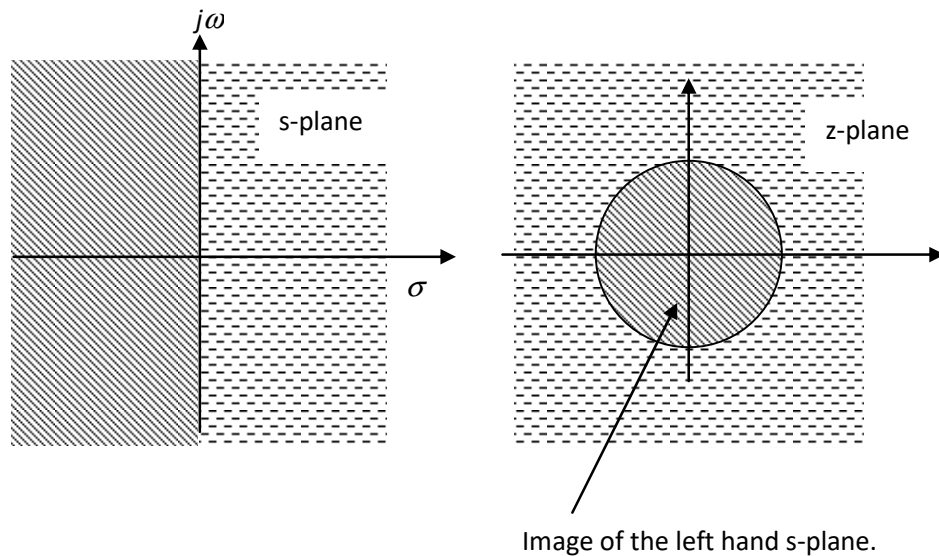 jω
s-plane
z-plane
σ
Image of the left hand s-plane.